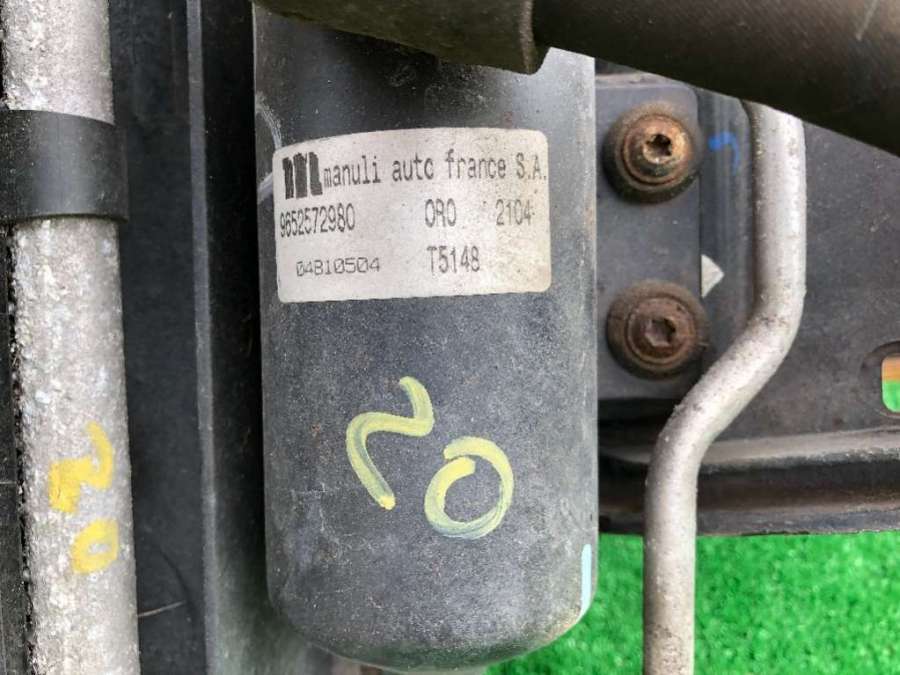 m manuli auto france S.A.
9652572980 ORO 2104
04810504 T5148
20
20